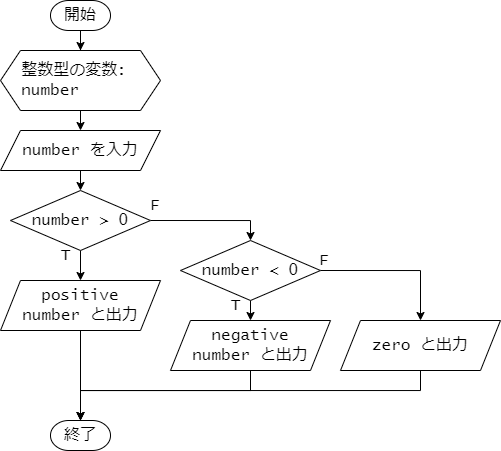 開始
整数型の変数:
number
number を入力
number > 0
F
T
number < 0
F
T
positive
number と出力
negative
number と出力
zero と出力
終了